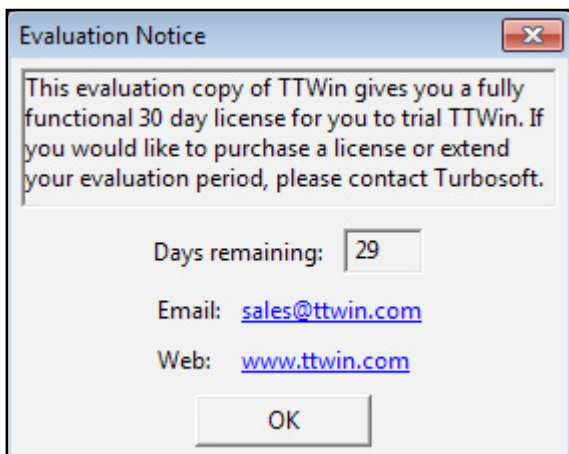 Evaluation Notice
This evaluation copy of TTWin gives you a fully
functional 30 day license for you to trial TTWin. If
you would like to purchase a license or extend
your evaluation period, please contact Turbosoft.
Days remaining: 29
Email: sales@ttwin.com
Web: www.ttwin.com
OK